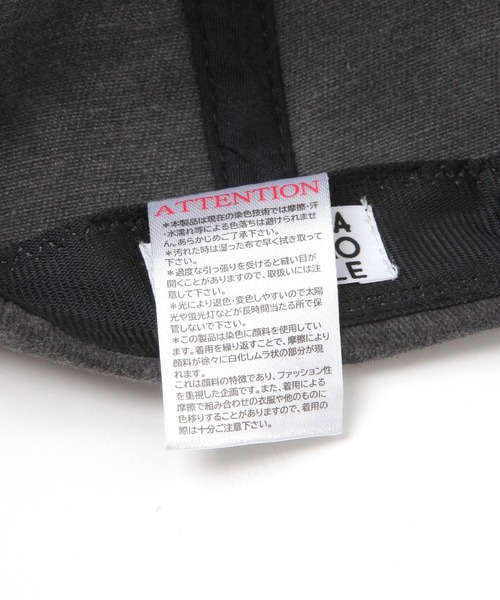 ATTENTION
＊本製品は現在の染色技術では摩擦・汗
・水濡れ等による色落ちは避けられませ
ん。あらかじめご了承下さい。
＊汚れた時は湿った布で早く拭き取って
下さい。
＊過度な引っ張りを受けると縫い目が
開くことがありますので、取扱いには注
意して下さい。
＊光により退色・変色しやすいので太陽
光や蛍光灯などが長時間当たる所で保
管しないで下さい。
＊この製品は染色に顔料を使用してい
ます。着用を繰り返すことで、摩擦により
顔料が徐々に白化しムラ状の部分が現
れます。
これは顔料の特徴であり、ファッション性
を重視した企画です。また、着用による
摩擦で組み合わせの衣服や他のものに
色移りすることがありますので、着用の
際は十分ご注意下さい。
A
AO
LE